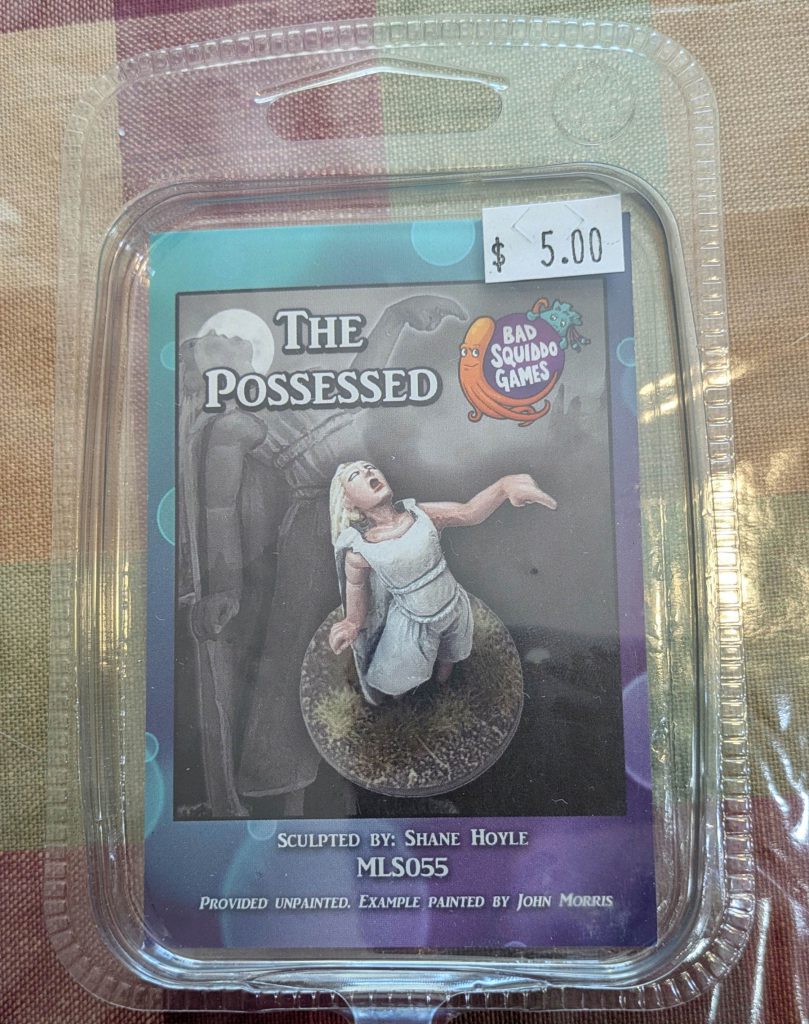 $ 5.00
THE
POSSESSED
BAD
SQUIDDO
GAMES
SCULPTED BY: SHANE HOYLE
MLS055
PROVIDED UNPAINTED. EXAMPLE PAINTED BY JOHN MORRIS